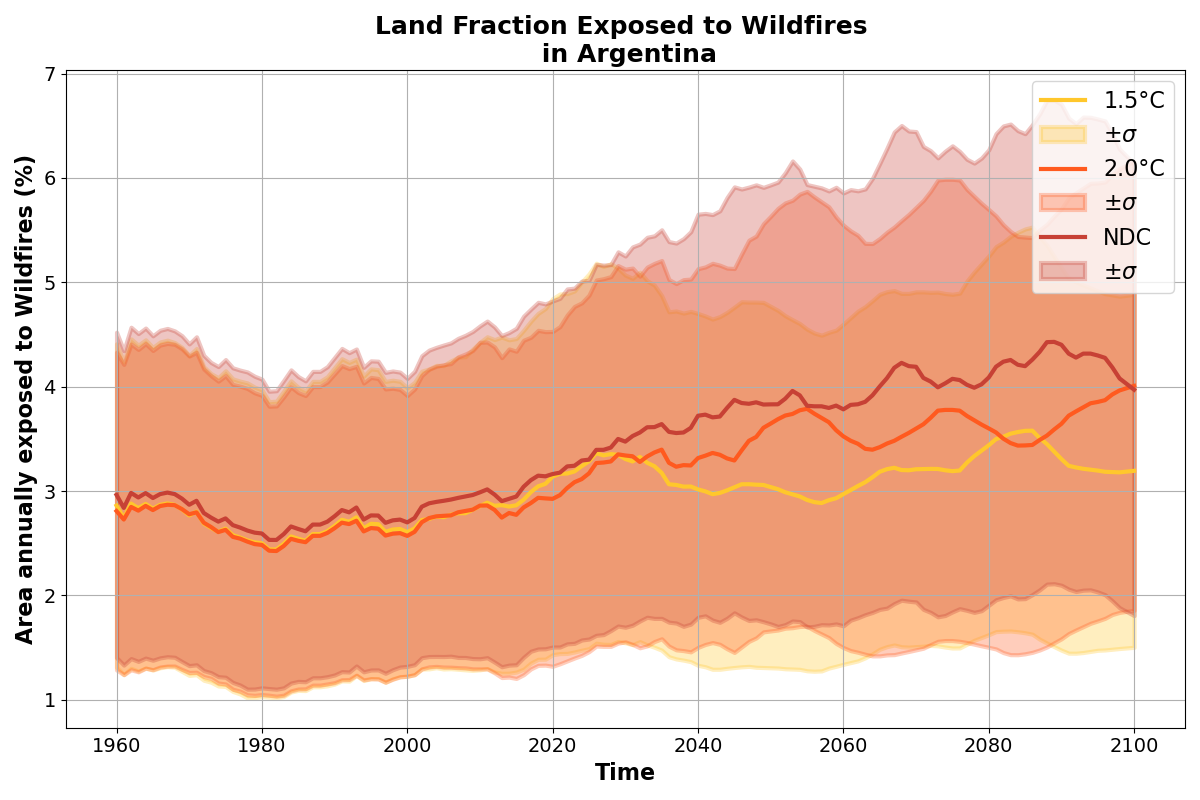 Land Fraction Exposed to Wildfires
in Argentina
Area annually exposed to Wildfires (%)
7
6
5
4
3
2
1
1.5°C
±σ
2.0°C
±σ
NDC
±σ
1960
1980
2000
2020
2040
2060
2080
2100
Time